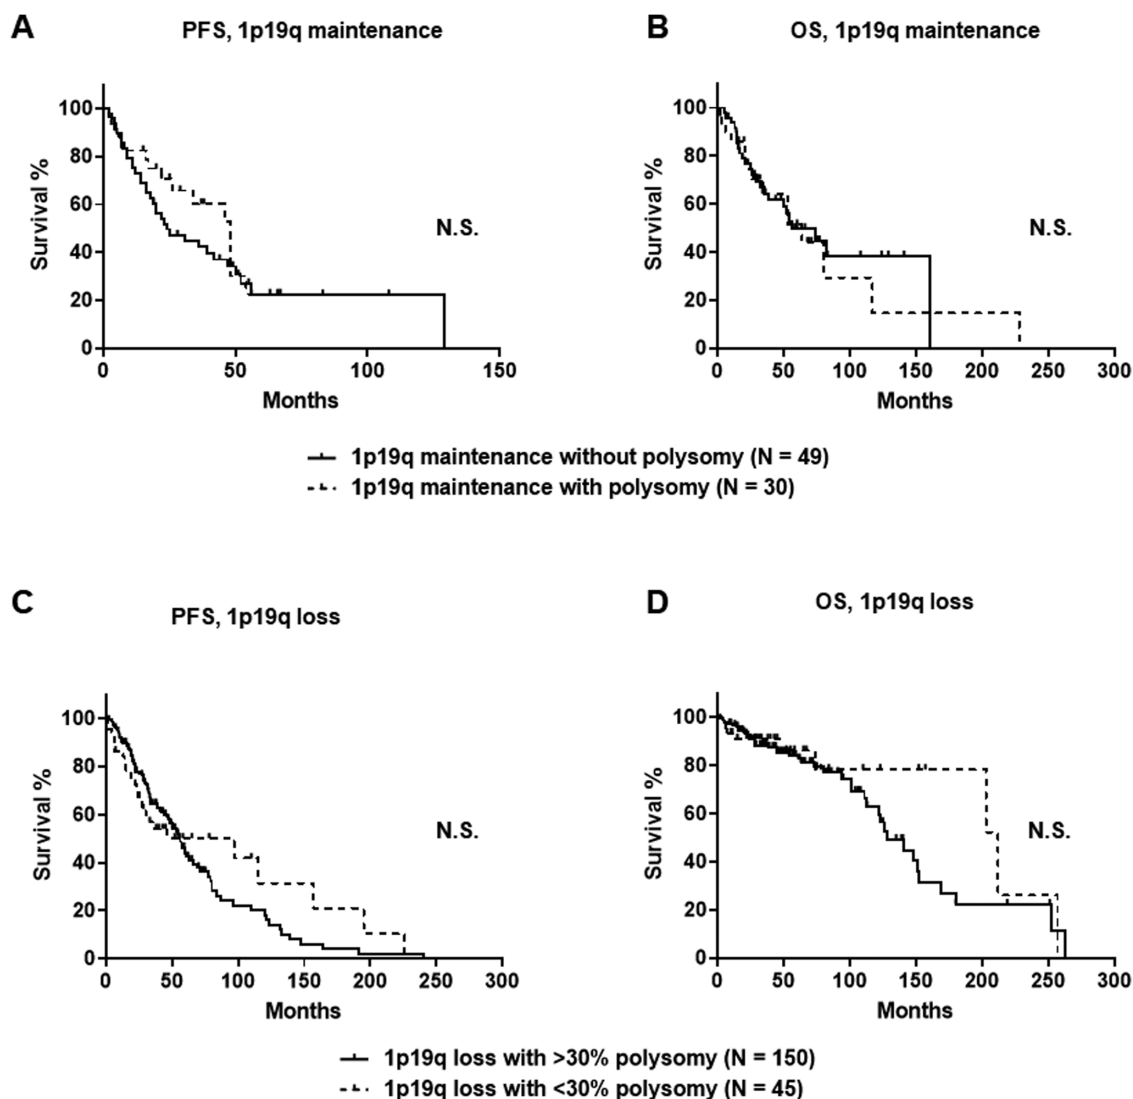 A
PFS, 1p19q maintenance
100
80
60
40
20
0
Survival %
N.S.
0 50 100 150
Months
B
OS, 1p19q maintenance
100
80
60
40
20
0
Survival %
N.S.
0 50 100 150 200 250 300
Months
1p19q maintenance without polysomy (N = 49)
1p19q maintenance with polysomy (N = 30)
C
PFS, 1p19q loss
100
80
60
40
20
0
Survival %
N.S.
0 50 100 150 200 250 300
Months
D
OS, 1p19q loss
100
80
60
40
20
0
Survival %
N.S.
0 50 100 150 200 250 300
Months
1p19q loss with >30% polysomy (N = 150)
1p19q loss with <30% polysomy (N = 45)